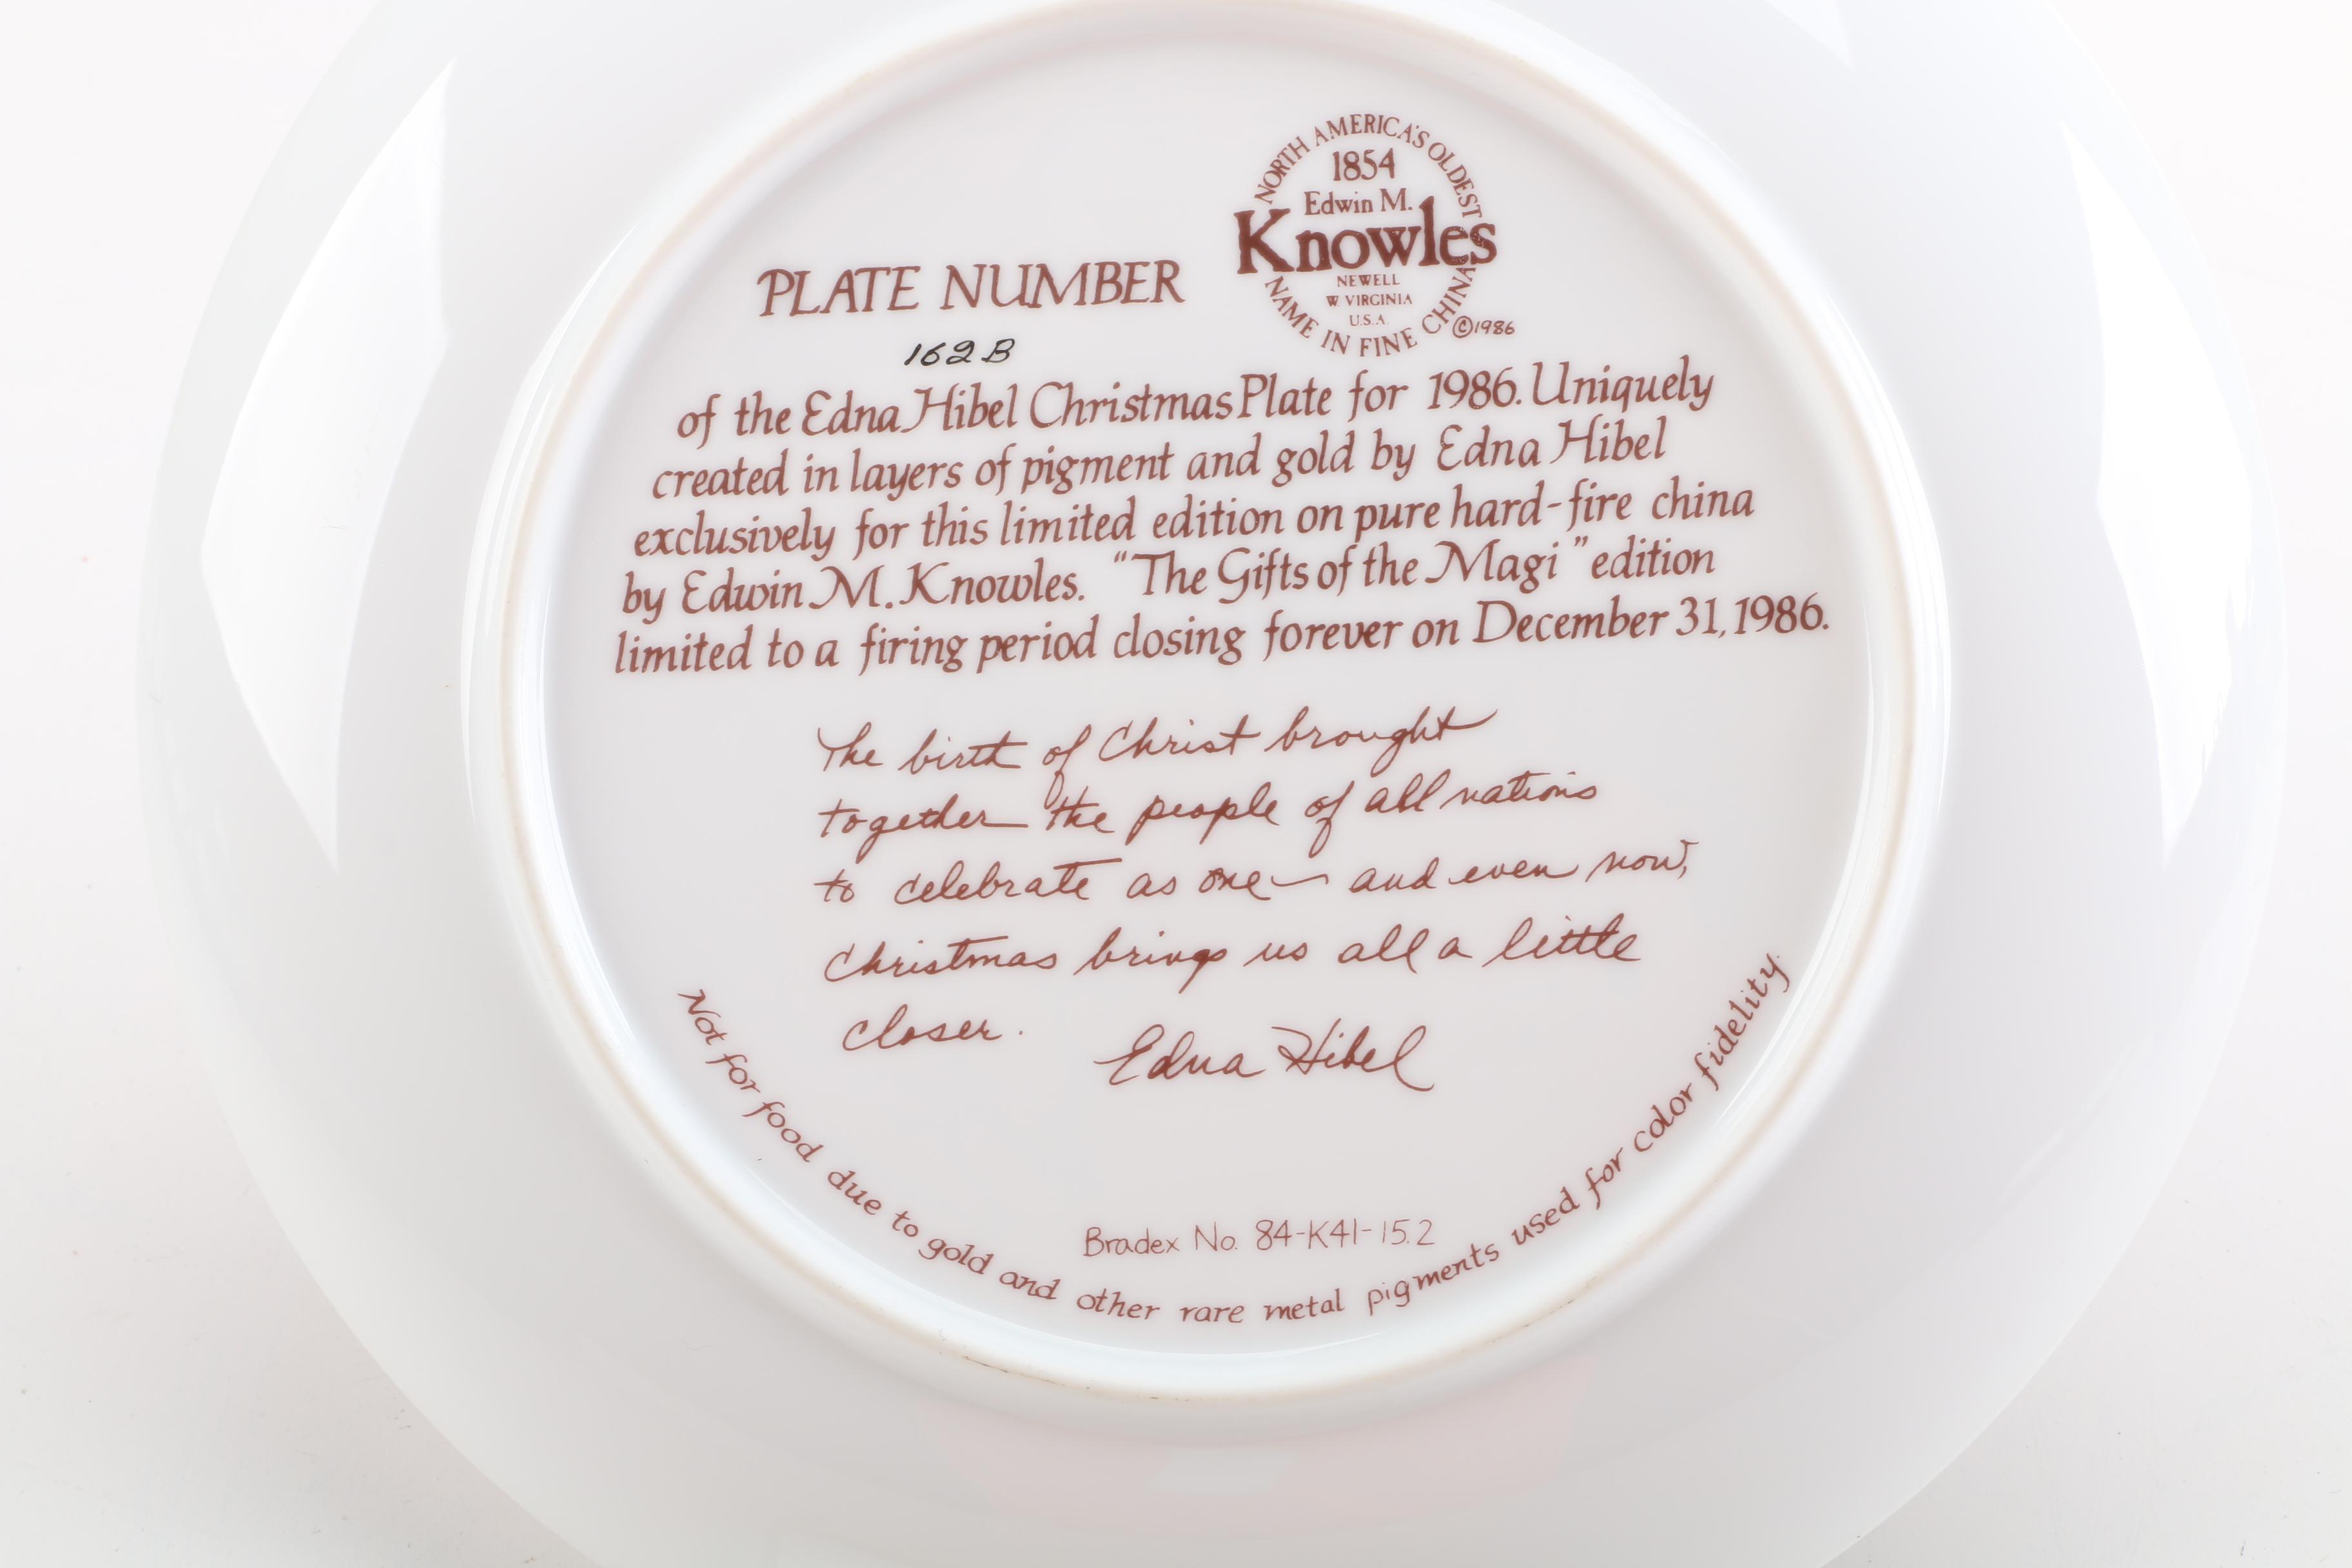 NORTH AMERICA'S OLDEST
1854
Edwin M.
Knowles
NEWELL
W. VIRGINIA
U.S.A.
NAME IN FINE CHINA
©1986
PLATE NUMBER
162B
of the Edna Hibel Christmas Plate for 1986. Uniquely
created in layers of pigment and gold by Edna Hibel
exclusively for this limited edition on pure hard-fire china
by Edwin M. Knowles. "The Gifts of the Magi" edition
limited to a firing period closing forever on December 31, 1986.
The birth of Christ brought
together the people of all nations
to celebrate as one — and even now,
Christmas brings us all a little
closer.
Edna Hibel
Bradex No. 84-K41-15.2
Not for food due to gold and other rare metal pigments used for color fidelity.